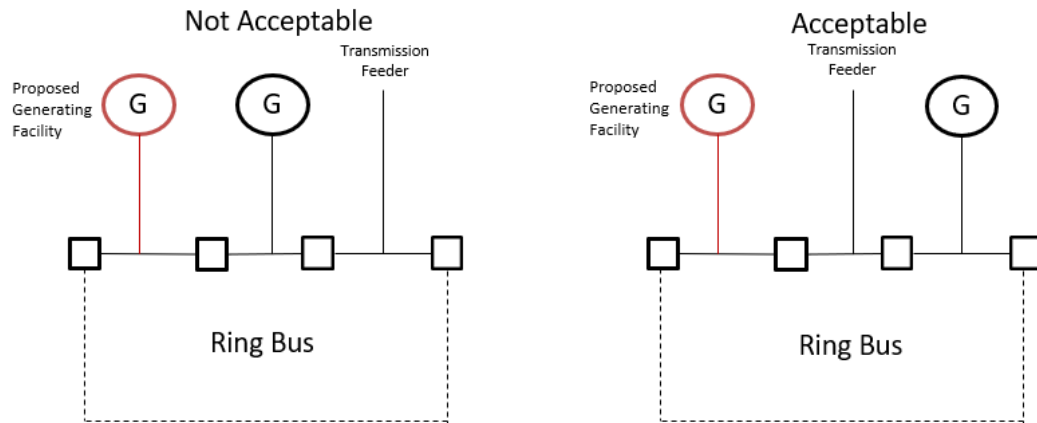 Not Acceptable
Transmission
Feeder
Proposed
Generating
Facility
G
G
Ring Bus
Acceptable
Transmission
Feeder
Proposed
Generating
Facility
G
G
Ring Bus